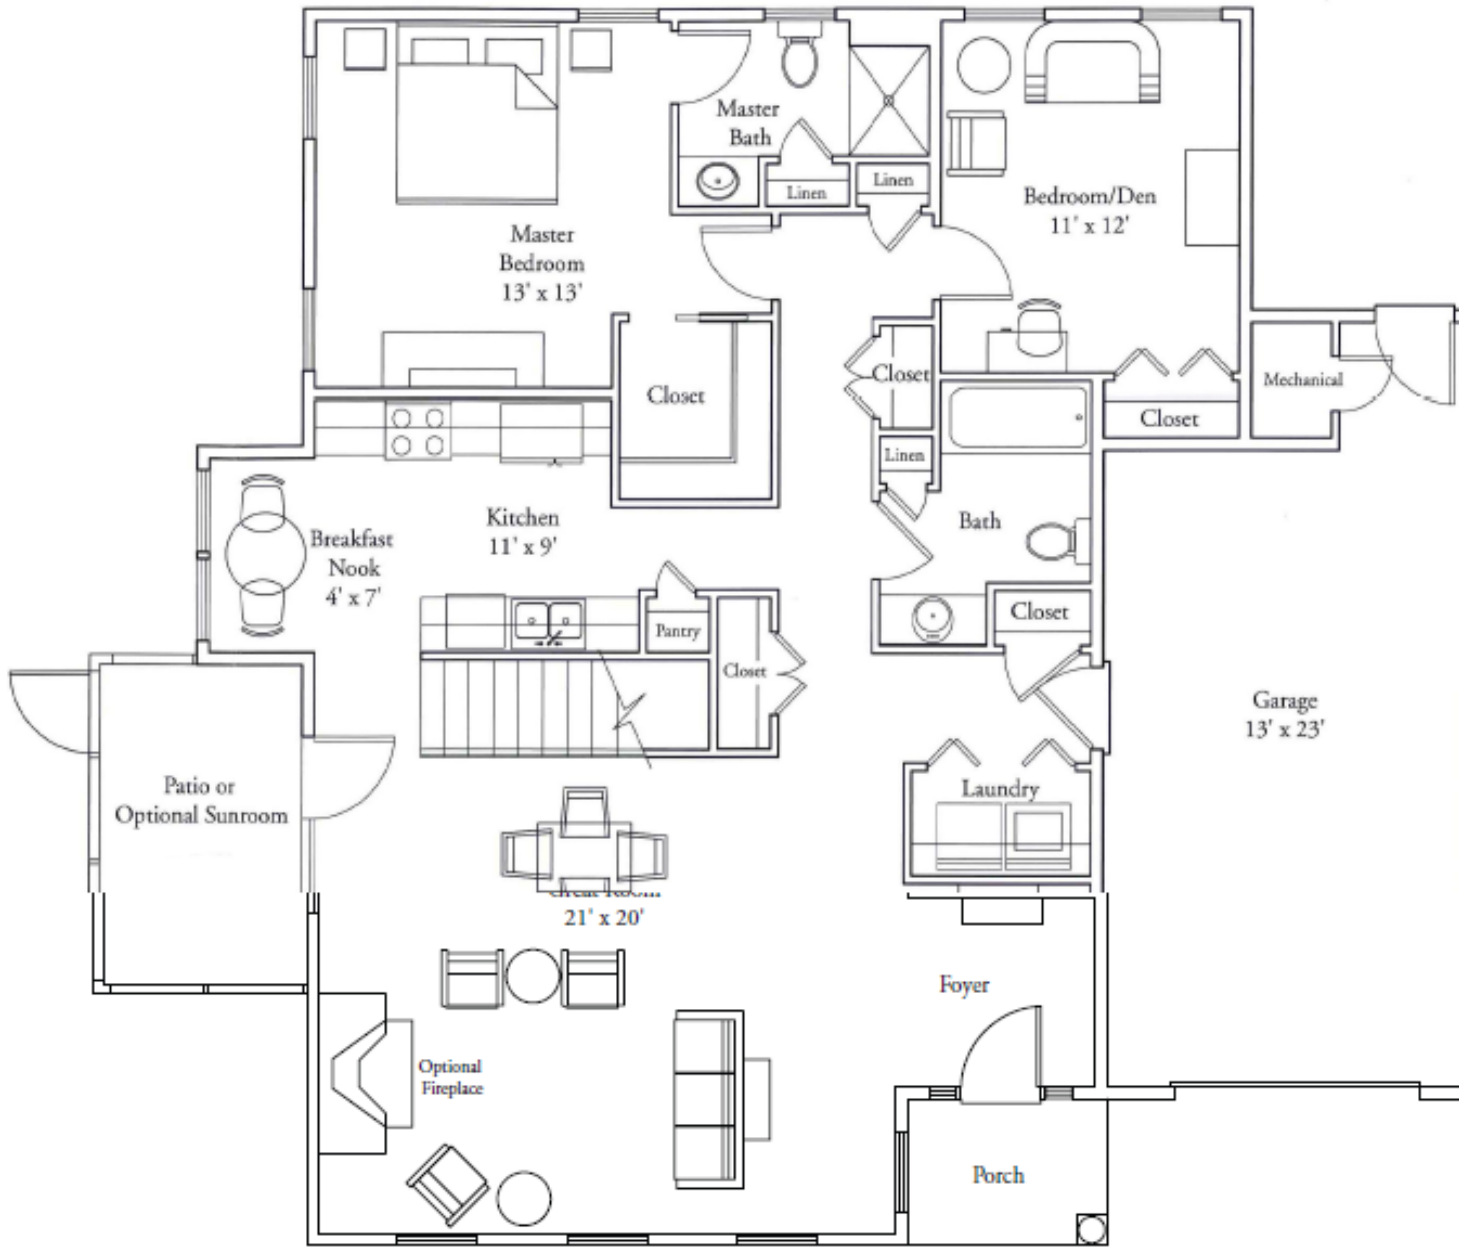 Master
Bath
Linen
Linen
Bedroom/Den
11' x 12'
Master
Bedroom
13' x 13'
Closet
Closet
Mechanical
Closet
Linen
Kitchen
11' x 9'
Bath
Breakfast
Nook
4' x 7'
Closet
Pantry
Closet
Garage
13' x 23'
Patio or
Optional Sunroom
Laundry
21' x 20'
Foyer
Optional
Fireplace
Porch